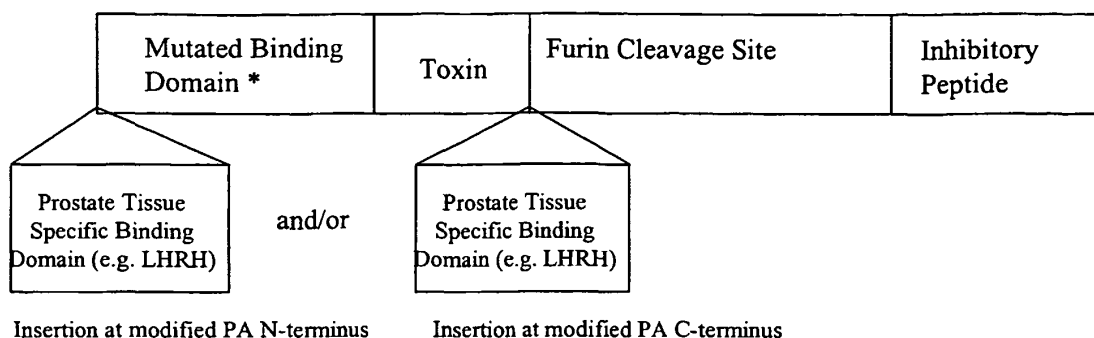 Mutated Binding
Domain *
Toxin
Furin Cleavage Site
Inhibitory
Peptide
Prostate Tissue
Specific Binding
Domain (e.g. LHRH)
and/or
Prostate Tissue
Specific Binding
Domain (e.g. LHRH)
Insertion at modified PA N-terminus
Insertion at modified PA C-terminus